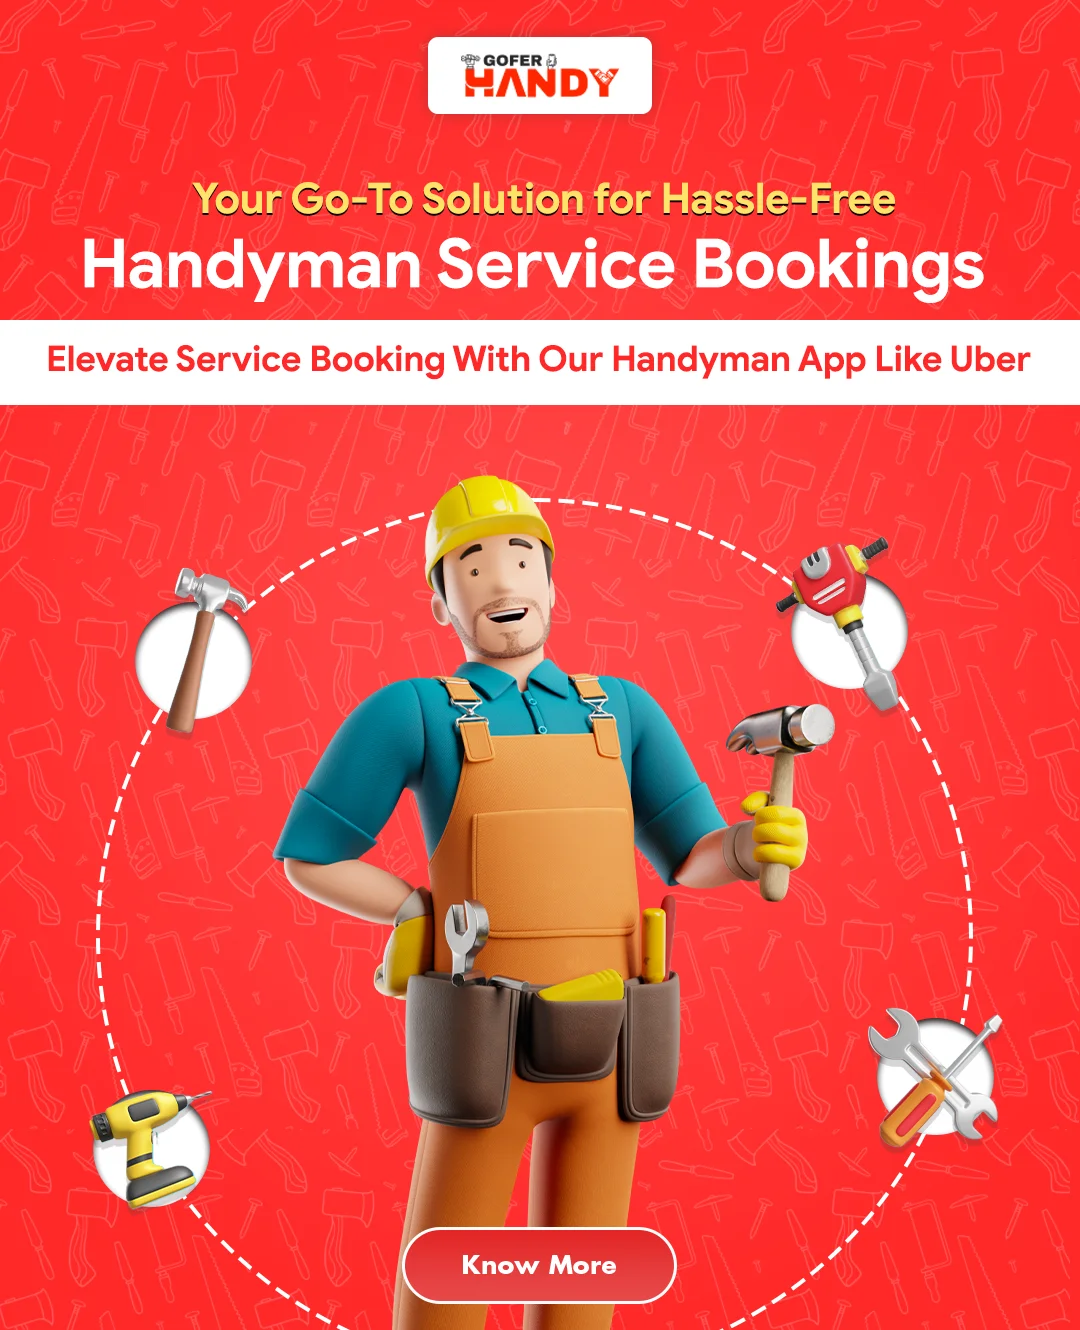 GOFER
HANDY
Your Go-To Solution for Hassle-Free
Handyman Service Bookings
Elevate Service Booking With Our Handyman App Like Uber
Know More